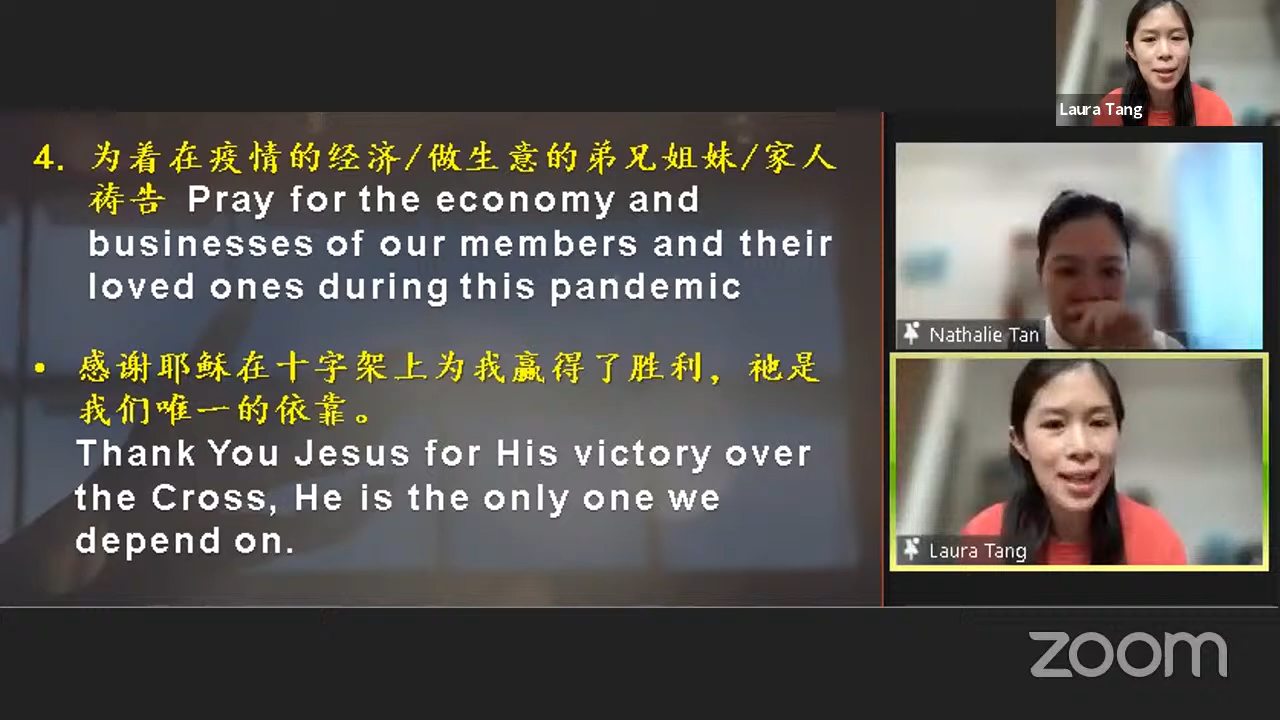 Laura Tang
4. 为着在疫情的经济/做生意的弟兄姐妹/家人
祷告 Pray for the economy and
businesses of our members and their
loved ones during this pandemic
• 感谢耶稣在十字架上为我赢得了胜利，祂是
我们唯一的依靠。
Thank You Jesus for His victory over
the Cross, He is the only one we
depend on.
Nathalie Tan
Laura Tang
zoom